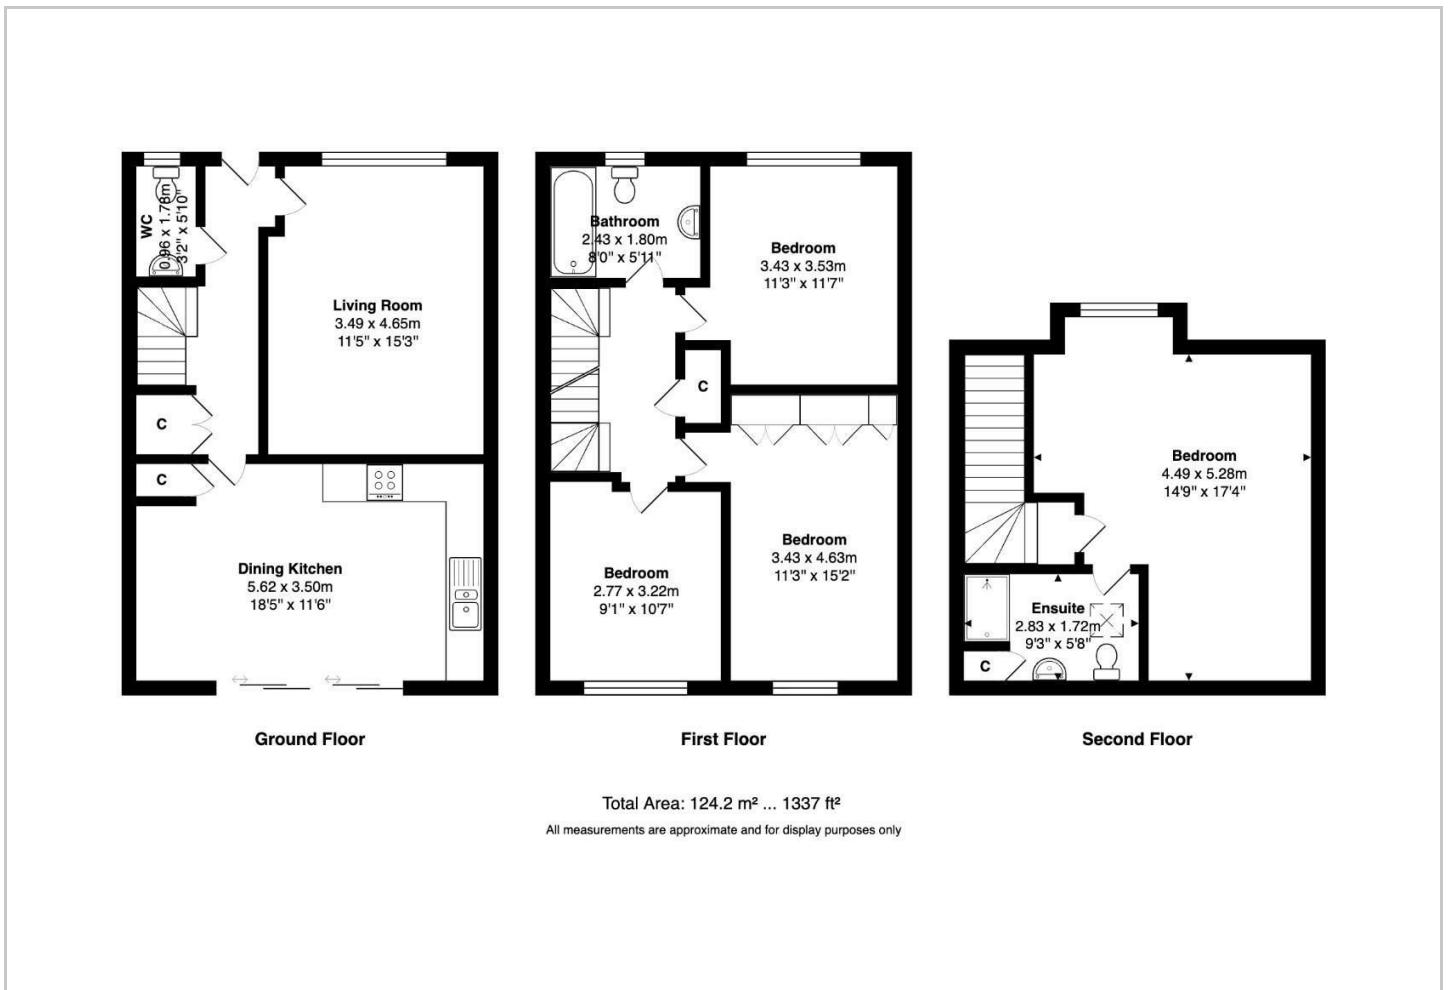 WC
0.96 x 1.78m
3'2" x 5'10"
Living Room
3.49 x 4.65m
11'5" x 15'3"
C
C
Dining Kitchen
5.62 x 3.50m
18'5" x 11'6"
Ground Floor
Bathroom
2.43 x 1.80m
8'0" x 5'11"
Bedroom
3.43 x 3.53m
11'3" x 11'7"
C
Bedroom
3.43 x 4.63m
11'3" x 15'2"
Bedroom
2.77 x 3.22m
9'1" x 10'7"
First Floor
Bedroom
4.49 x 5.28m
14'9" x 17'4"
Ensuite
2.83 x 1.72m
9'3" x 5'8"
C
Second Floor
Total Area: 124.2 m² ... 1337 ft²
All measurements are approximate and for display purposes only